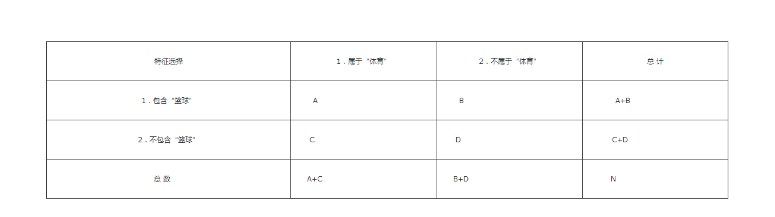 特征选择 1．属于“体育” 2．不属于“体育” 总 计
1．包含“篮球” A B A+B
2．不包含“篮球” C D C+D
总 数 A+C B+D N